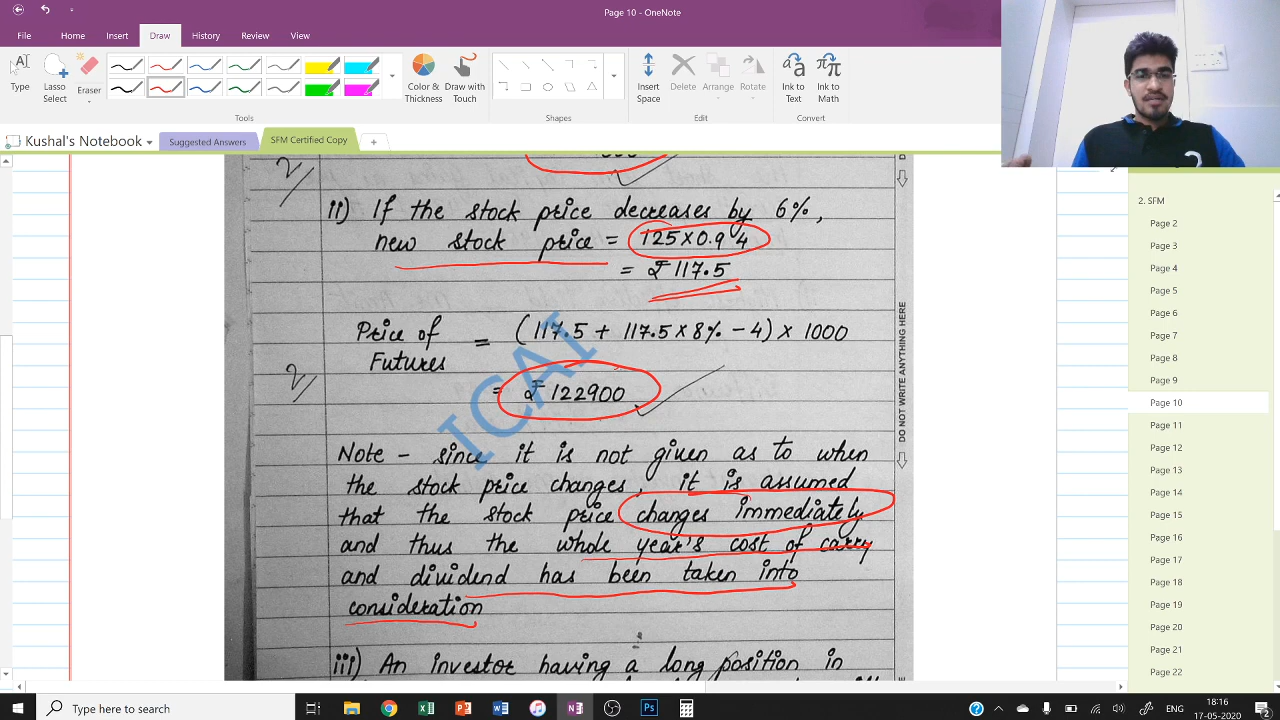 Page 10 - OneNote
File Home Insert Draw History Review View
Type
Lasso Select
Eraser
Color & Thickness
Draw with Touch
Insert Space
Delete
Arrange
Rotate
Ink to Text
Ink to Math
Tools
Shapes
Edit
Convert
Kushal's Notebook
Suggested Answers
SFM Certified Copy
+
2
ii) If the stock price decreases by 6%,
new stock price = 125 x 0.94
= ₹ 117.5
Price of Futures = (117.5 + 117.5 x 8% - 4) x 1000
2
= ₹ 122900
ICAI
Note - since it is not given as to when
the stock price changes, it is assumed
that the stock price changes immediately
and thus the whole year's cost of carry
and dividend has been taken into
consideration
iii) An investor having a long position in
DO NOT WRITE ANYTHING HERE
2. SFM
Page 2
Page 3
Page 4
Page 5
Page 6
Page 7
Page 8
Page 9
Page 10
Page 11
Page 12
Page 13
Page 14
Page 15
Page 16
Page 17
Page 18
Page 19
Page 20
Page 21
Page 22
Type here to search
18:16
17-05-2020